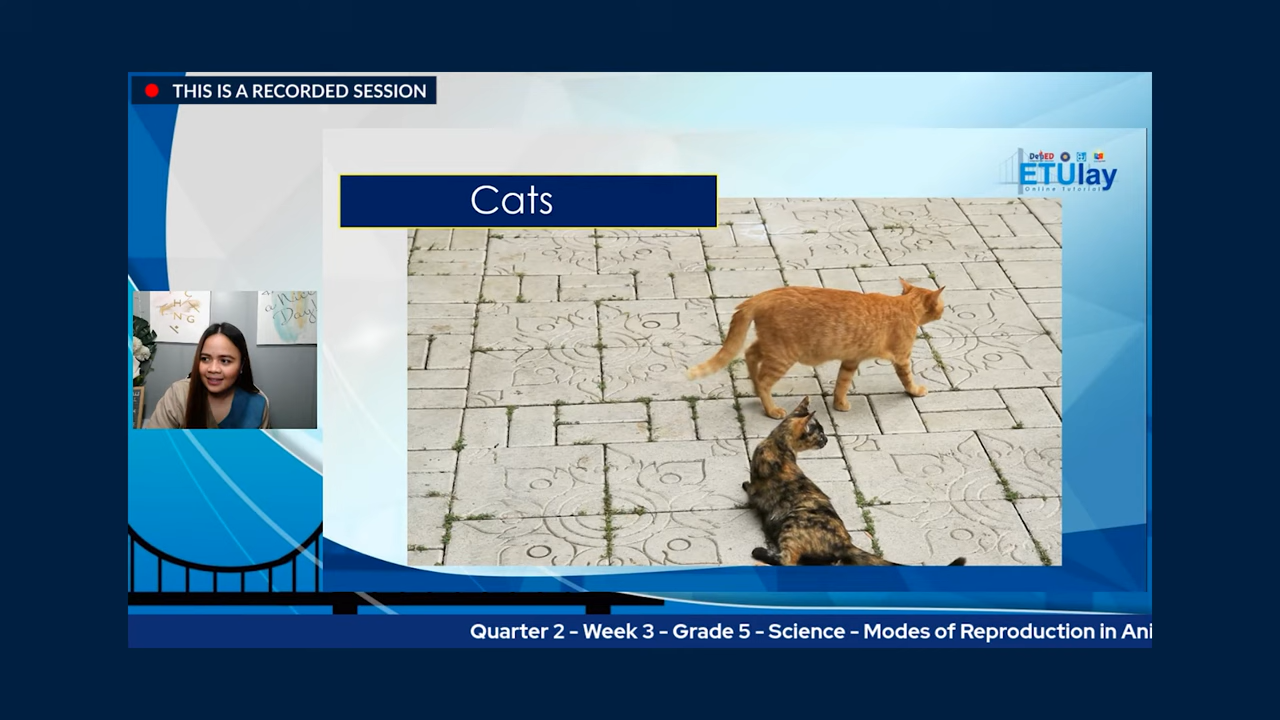 THIS IS A RECORDED SESSION
DepED
ETUlay
Online Tutorial
Cats
Quarter 2 - Week 3 - Grade 5 - Science - Modes of Reproduction in Ani